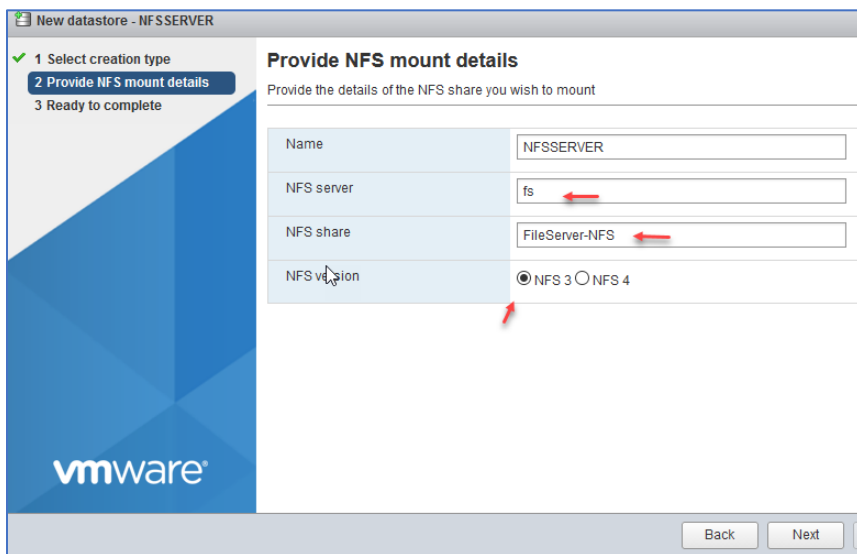 New datastore - NFSSERVER
1 Select creation type
2 Provide NFS mount details
3 Ready to complete
Provide NFS mount details
Provide the details of the NFS share you wish to mount
Name
NFSSERVER
NFS server
fs
NFS share
FileServer-NFS
NFS version
NFS 3 NFS 4
vmware®
Back Next